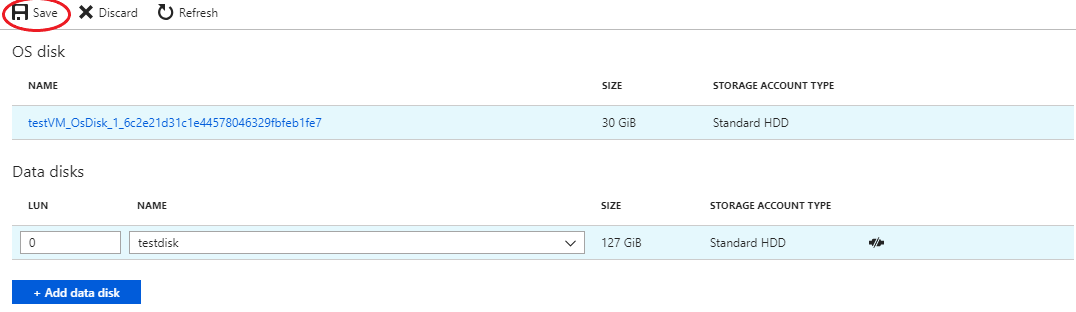 Save Discard Refresh
OS disk
NAME SIZE STORAGE ACCOUNT TYPE
testVM_OsDisk_1_6c2e21d31c1e44578046329fbfeb1fe7 30 GiB Standard HDD
Data disks
LUN NAME SIZE STORAGE ACCOUNT TYPE
0 testdisk 127 GiB Standard HDD
+ Add data disk